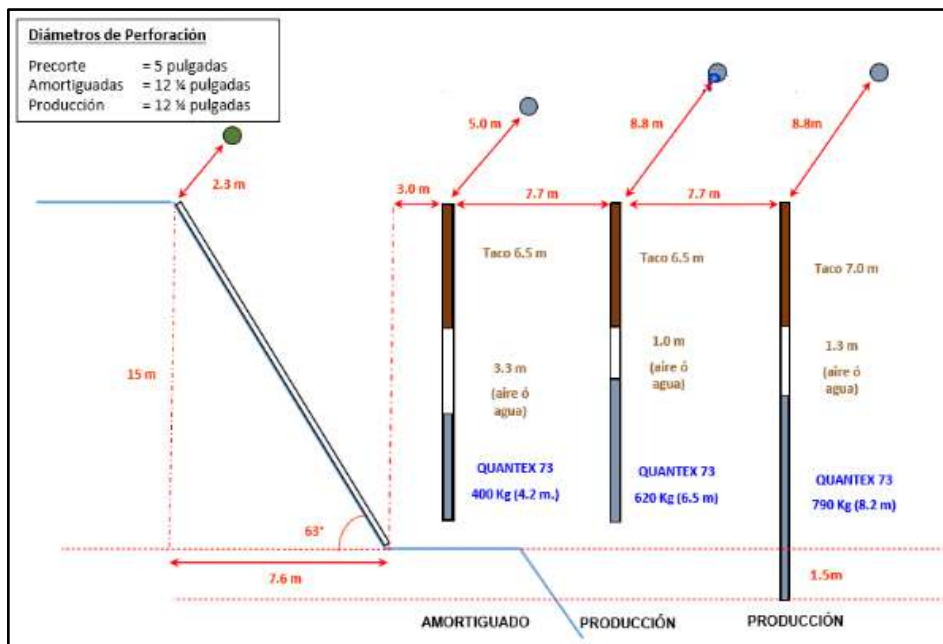 Diámetros de Perforación
Precorte = 5 pulgadas
Amortiguadas = 12 ¼ pulgadas
Producción = 12 ¼ pulgadas
5.0 m
8.8 m
8.8m
2.3 m
3.0 m
7.7 m
7.7 m
Taco 6.5 m
Taco 6.5 m
Taco 7.0 m
15 m
3.3 m
(aire ó
agua)
1.0 m
(aire ó
agua)
1.3 m
(aire ó
agua)
QUANTEX 73
400 Kg (4.2 m.)
QUANTEX 73
620 Kg (6.5 m)
QUANTEX 73
790 Kg (8.2 m)
63°
7.6 m
1.5m
AMORTIGUADO
PRODUCCIÓN
PRODUCCIÓN